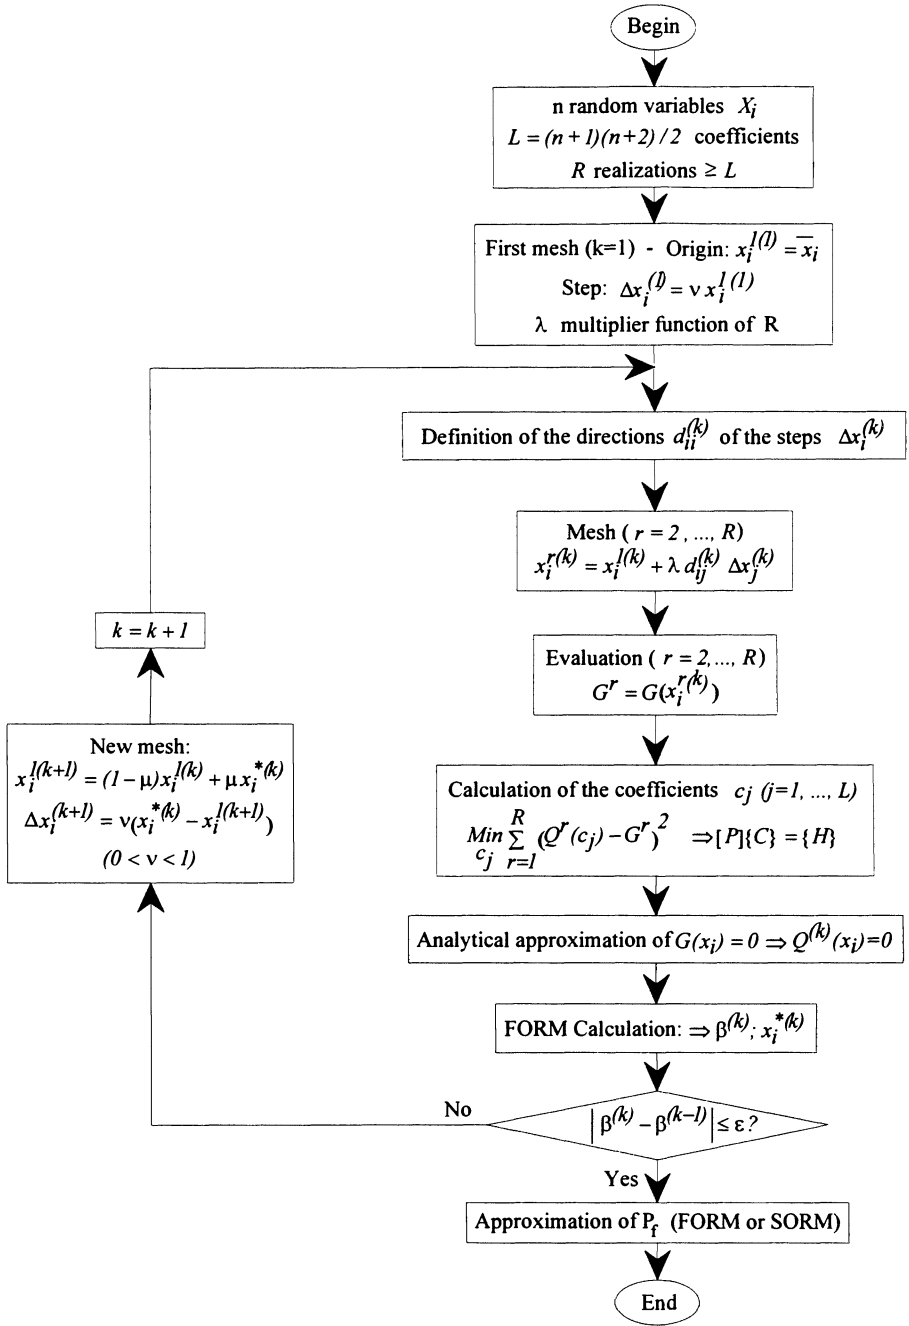 Begin
n random variables X_i
L = (n + 1)(n + 2) / 2 coefficients
R realizations ≥ L
First mesh (k=1) - Origin: x_i^{1(1)} = \overline{x}_i
Step: Δx_i^{(1)} = ν x_i^{1(1)}
λ multiplier function of R
Definition of the directions d_{ij}^{(k)} of the steps Δx_i^{(k)}
Mesh ( r = 2 , ..., R)
x_i^{r(k)} = x_i^{1(k)} + λ d_{ij}^{(k)} Δx_j^{(k)}
k = k + 1
Evaluation ( r = 2, ..., R)
G^r = G(x_i^{r(k)})
New mesh:
x_i^{1(k+1)} = (1 − μ)x_i^{1(k)} + μ x_i^{*(k)}
Δx_i^{(k+1)} = ν(x_i^{*(k)} − x_i^{1(k+1)})
(0 < ν < 1)
Calculation of the coefficients c_j (j=1, ..., L)
Min_{c_j} ∑_{r=1}^{R} (Q^r(c_j) − G^r)^2 ⇒ [P]{C} = {H}
Analytical approximation of G(x_i) = 0 ⇒ Q^{(k)}(x_i)=0
FORM Calculation: ⇒ β^{(k)}; x_i^{*(k)}
No
|β^{(k)} − β^{(k−1)}| ≤ ε?
Yes
Approximation of P_f (FORM or SORM)
End